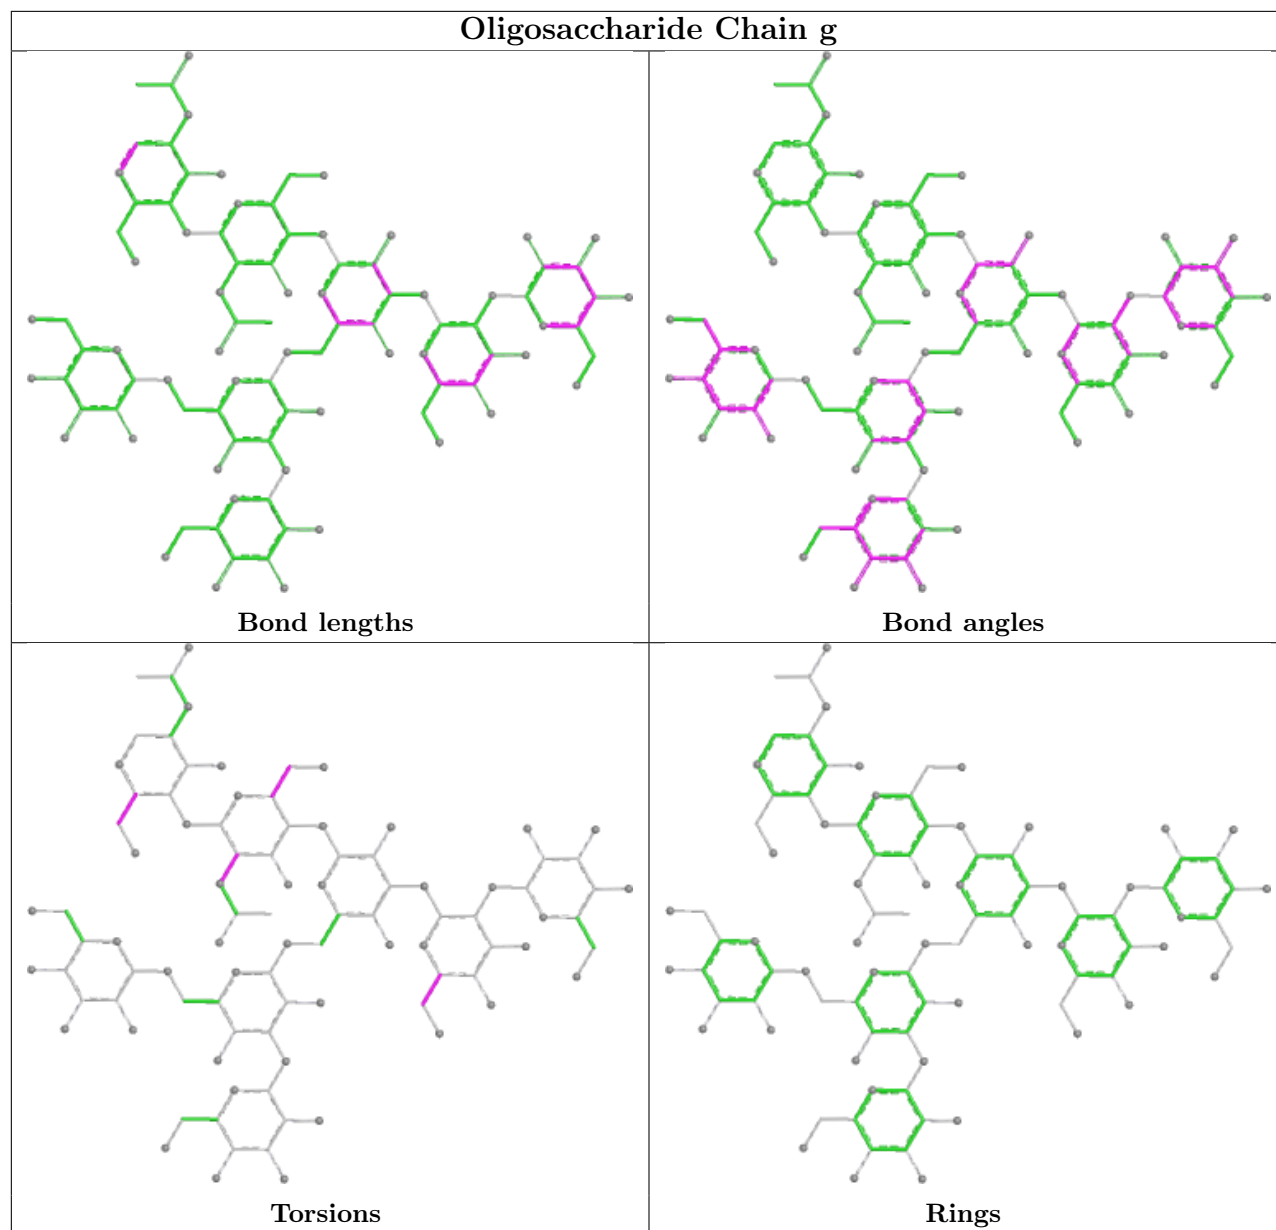 Oligosaccharide Chain g
Bond lengths
Bond angles
Torsions
Rings